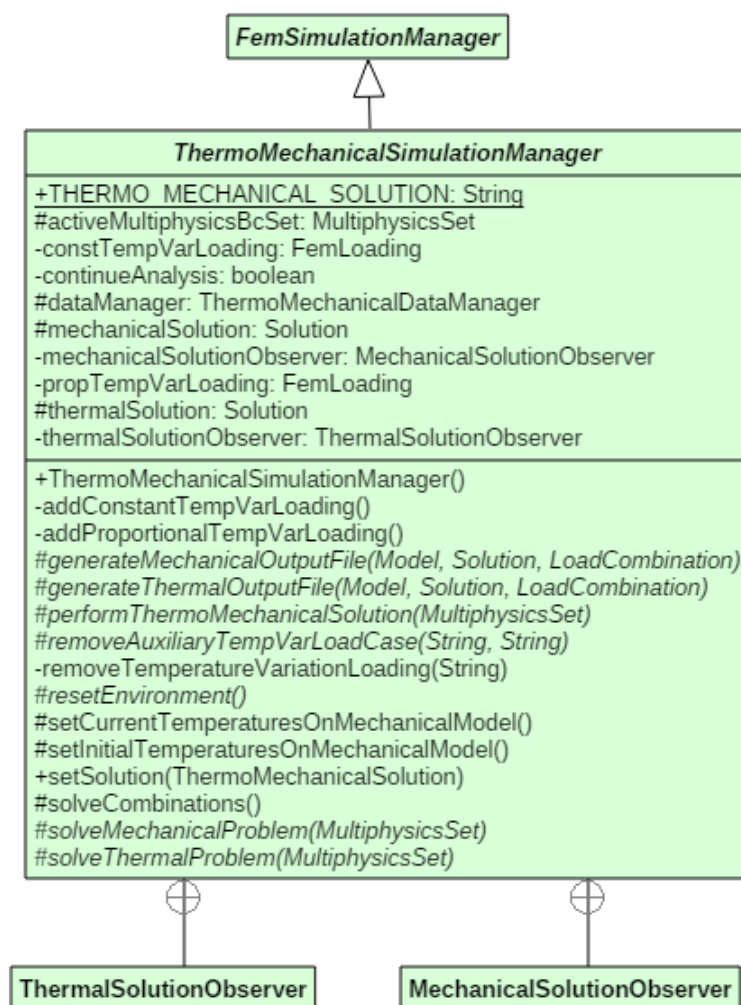 FemSimulationManager
ThermoMechanicalSimulationManager
+THERMO_MECHANICAL_SOLUTION: String
#activeMultiphysicsBcSet: MultiphysicsSet
-constTempVarLoading: FemLoading
-continueAnalysis: boolean
#dataManager: ThermoMechanicalDataManager
#mechanicalSolution: Solution
-mechanicalSolutionObserver: MechanicalSolutionObserver
-propTempVarLoading: FemLoading
#thermalSolution: Solution
-thermalSolutionObserver: ThermalSolutionObserver
+ThermoMechanicalSimulationManager()
-addConstantTempVarLoading()
-addProportionalTempVarLoading()
#generateMechanicalOutputFile(Model, Solution, LoadCombination)
#generateThermalOutputFile(Model, Solution, LoadCombination)
#performThermoMechanicalSolution(MultiphysicsSet)
#removeAuxiliaryTempVarLoadCase(String, String)
-removeTemperatureVariationLoading(String)
#resetEnvironment()
#setCurrentTemperaturesOnMechanicalModel()
#setInitialTemperaturesOnMechanicalModel()
+setSolution(ThermoMechanicalSolution)
#solveCombinations()
#solveMechanicalProblem(MultiphysicsSet)
#solveThermalProblem(MultiphysicsSet)
ThermalSolutionObserver
MechanicalSolutionObserver